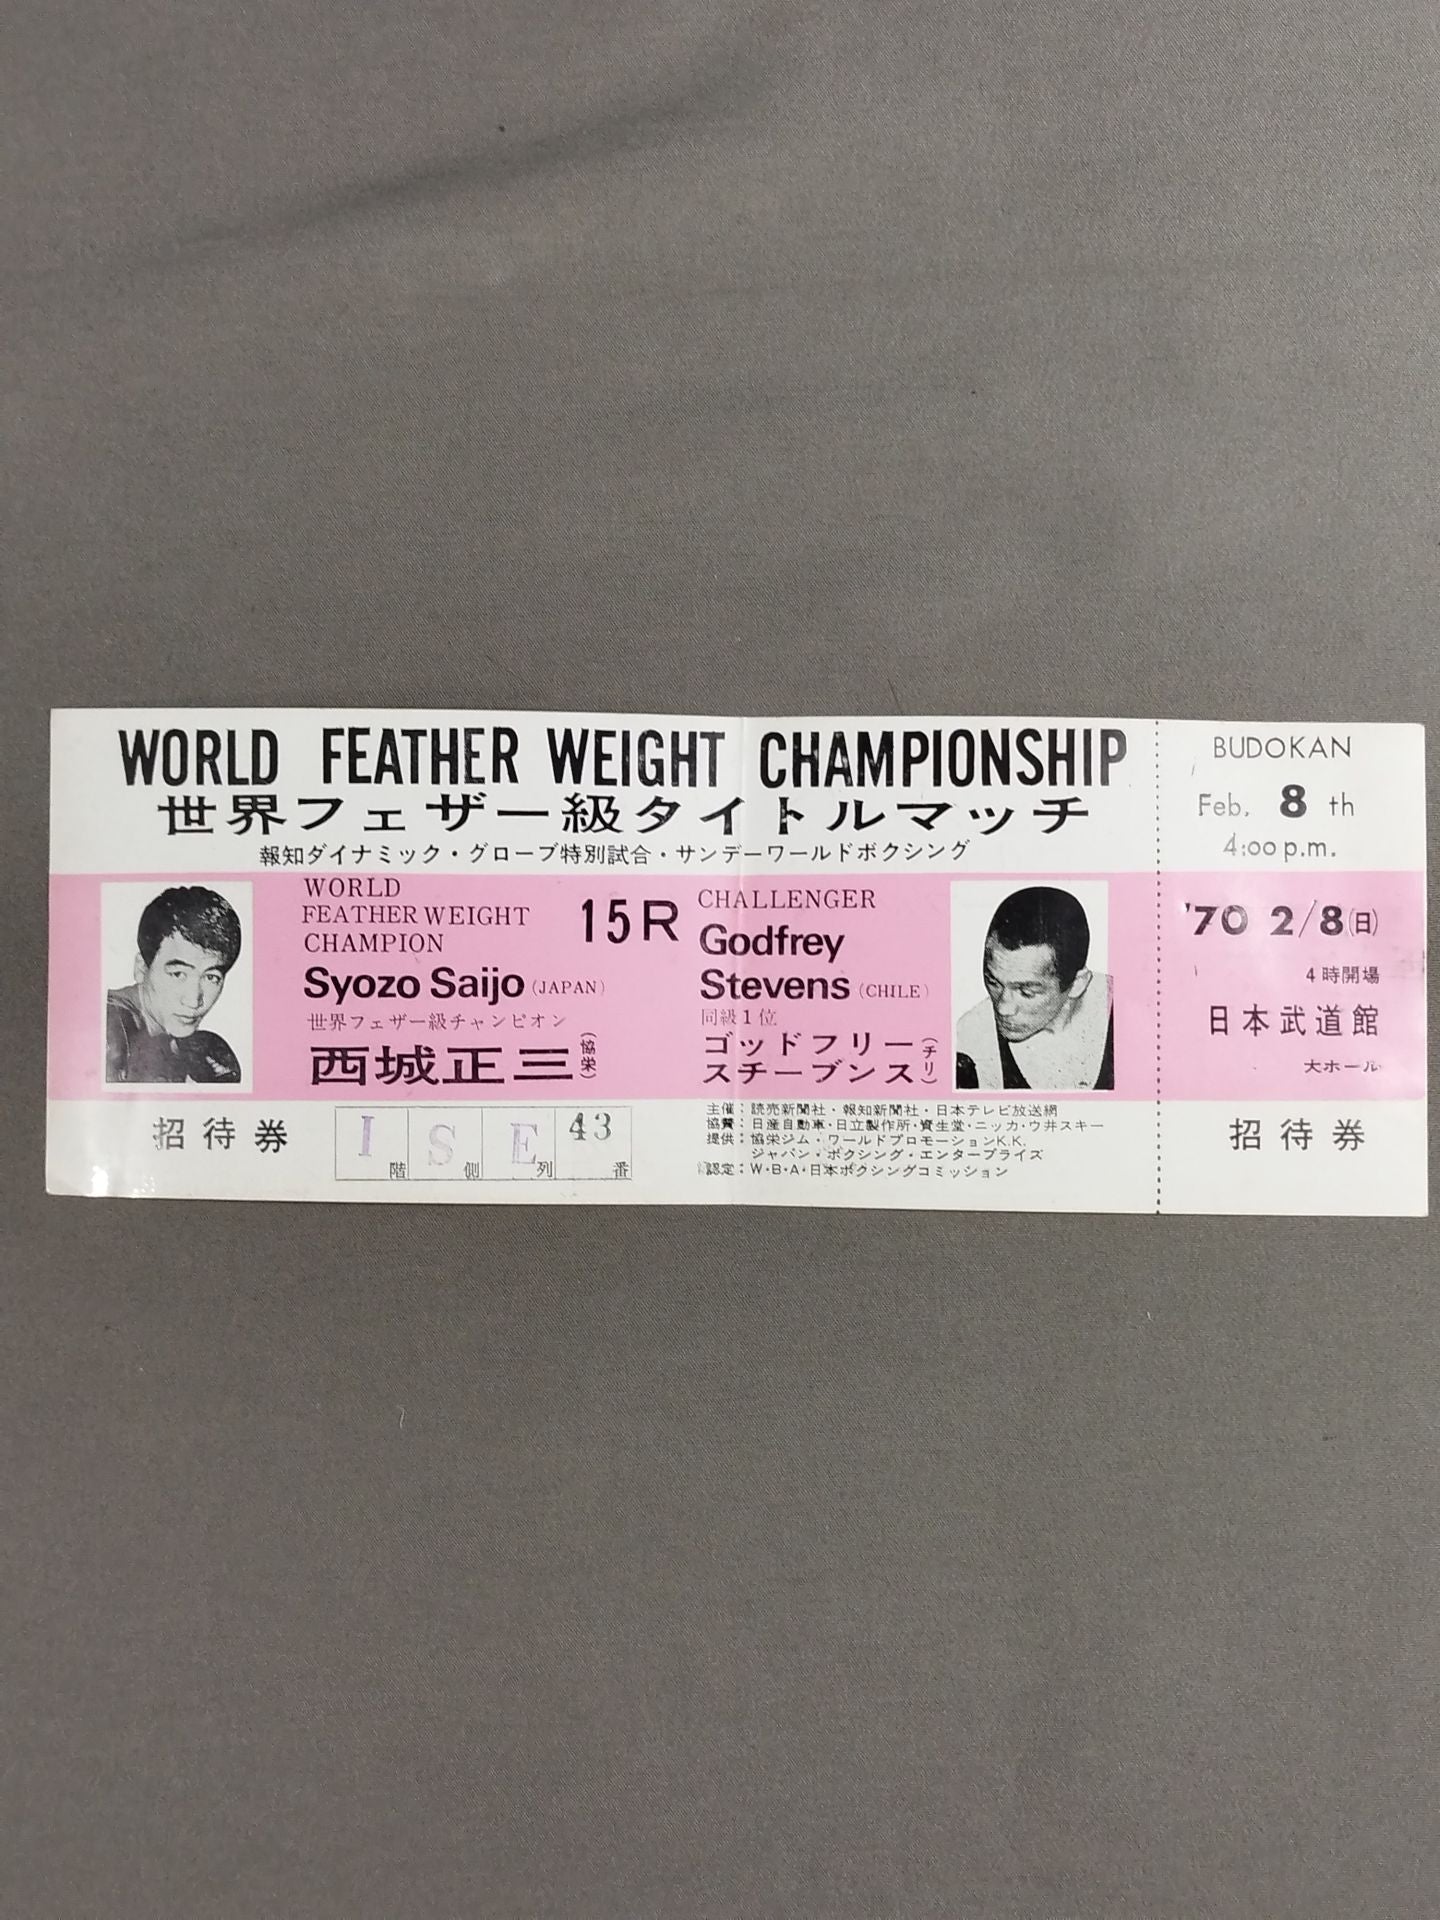 WORLD FEATHER WEIGHT CHAMPIONSHIP
世界フェザー級タイトルマッチ
報知ダイナミック・グローブ特別試合・サンデーワールドボクシング
WORLD
FEATHER WEIGHT
CHAMPION
Syozo Saijo (JAPAN)
世界フェザー級チャンピオン
西城正三(協栄)
15R
CHALLENGER
Godfrey
Stevens (CHILE)
同級1位
ゴッドフリー
スチーブンス(チリ)
招待券
I階 S側 E列 43番
主催:読売新聞社・報知新聞社・日本テレビ放送網
協賛:日産自動車・日立製作所・資生堂・ニッカ・ウ井スキー
提供:協栄ジム・ワールドプロモーションK.K.
ジャパン・ボクシング・エンタープライズ
認定:W・B・A・日本ボクシングコミッション
BUDOKAN
Feb. 8 th
4:00 p.m.
'70 2/8(日)
4時開場
日本武道館
大ホール
招待券